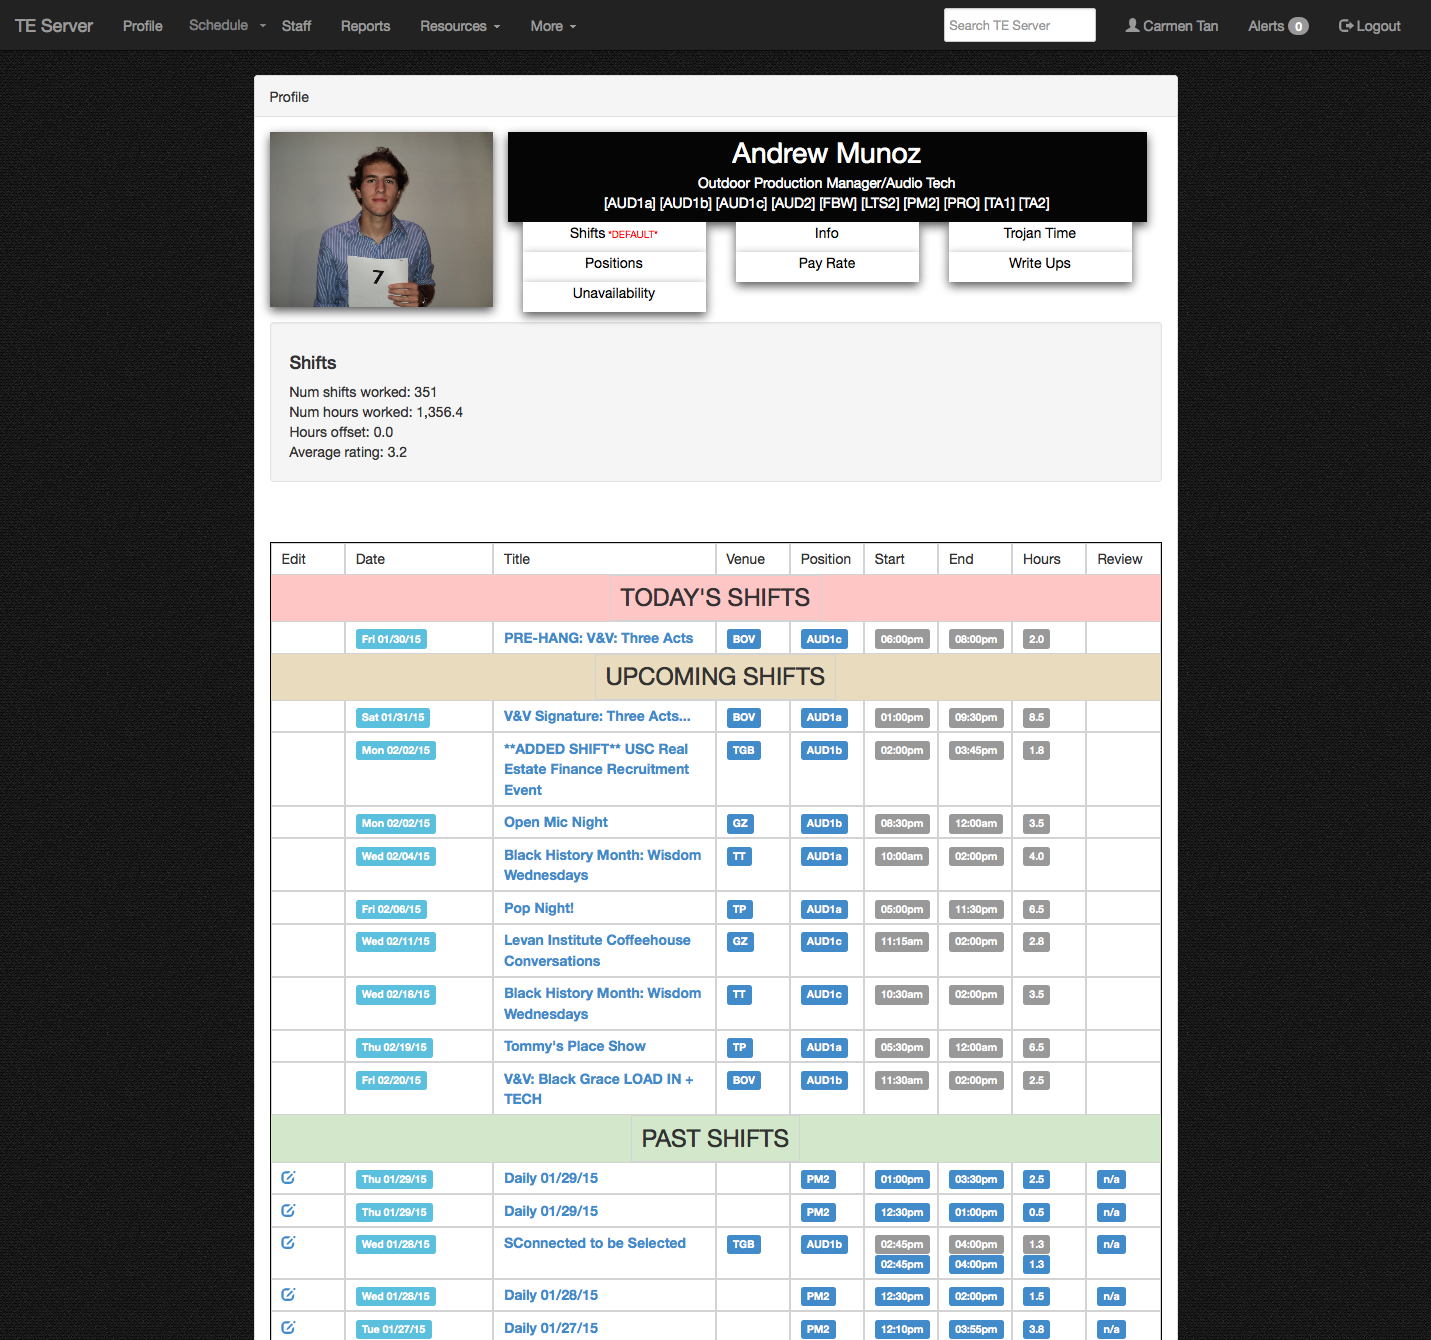 TE Server Profile Schedule Staff Reports Resources More Search TE Server Carmen Tan Alerts 0 Logout
Profile
7
Andrew Munoz
Outdoor Production Manager/Audio Tech
[AUD1a] [AUD1b] [AUD1c] [AUD2] [FBW] [LTS2] [PM2] [PRO] [TA1] [TA2]
Shifts *DEFAULT* Info Trojan Time
Positions Pay Rate Write Ups
Unavailability
Shifts
Num shifts worked: 351
Num hours worked: 1,356.4
Hours offset: 0.0
Average rating: 3.2
Edit Date Title Venue Position Start End Hours Review
TODAY'S SHIFTS
Fri 01/30/15 PRE-HANG: V&V: Three Acts BOV AUD1c 06:00pm 08:00pm 2.0
UPCOMING SHIFTS
Sat 01/31/15 V&V Signature: Three Acts... BOV AUD1a 01:00pm 09:30pm 8.5
Mon 02/02/15 **ADDED SHIFT** USC Real TGB AUD1b 02:00pm 03:45pm 1.8
Estate Finance Recruitment
Event
Mon 02/02/15 Open Mic Night GZ AUD1b 08:30pm 12:00am 3.5
Wed 02/04/15 Black History Month: Wisdom TT AUD1a 10:00am 02:00pm 4.0
Wednesdays
Fri 02/06/15 Pop Night! TP AUD1a 05:00pm 11:30pm 6.5
Wed 02/11/15 Levan Institute Coffeehouse GZ AUD1c 11:15am 02:00pm 2.8
Conversations
Wed 02/18/15 Black History Month: Wisdom TT AUD1c 10:30am 02:00pm 3.5
Wednesdays
Thu 02/19/15 Tommy's Place Show TP AUD1a 05:30pm 12:00am 6.5
Fri 02/20/15 V&V: Black Grace LOAD IN + BOV AUD1b 11:30am 02:00pm 2.5
TECH
PAST SHIFTS
Thu 01/29/15 Daily 01/29/15 PM2 01:00pm 03:30pm 2.5 n/a
Thu 01/29/15 Daily 01/29/15 PM2 12:30pm 01:00pm 0.5 n/a
Wed 01/28/15 SConnected to be Selected TGB AUD1b 02:45pm 04:00pm 1.3 n/a
02:45pm 04:00pm 1.3
Wed 01/28/15 Daily 01/28/15 PM2 12:30pm 02:00pm 1.5 n/a
Tue 01/27/15 Daily 01/27/15 PM2 12:10pm 03:55pm 3.8 n/a